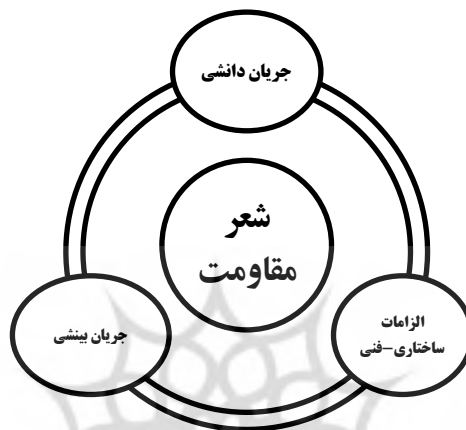 جریان دانشی
شعر
مقاومت
الزامات
ساختاری-فنی
جریان بینشی